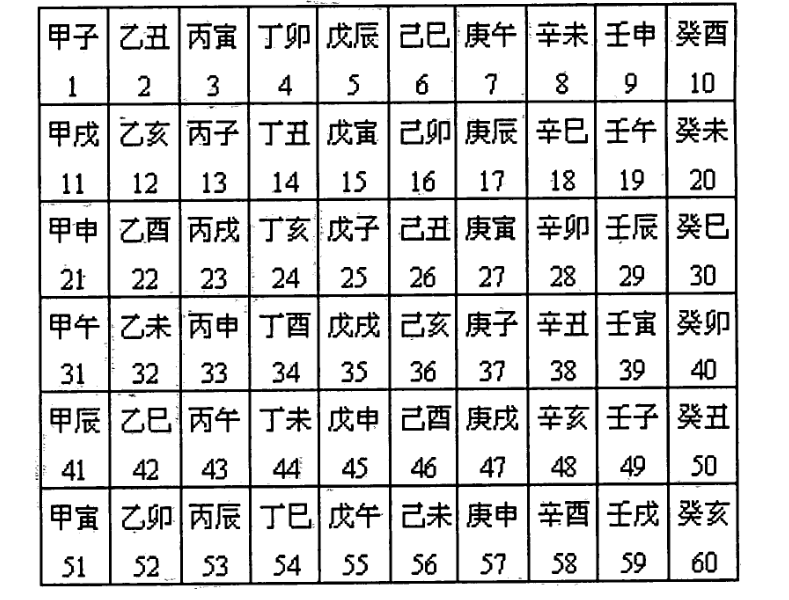 甲子 乙丑 丙寅 丁卯 戊辰 己巳 庚午 辛未 壬申 癸酉
1 2 3 4 5 6 7 8 9 10
甲戌 乙亥 丙子 丁丑 戊寅 己卯 庚辰 辛巳 壬午 癸未
11 12 13 14 15 16 17 18 19 20
甲申 乙酉 丙戌 丁亥 戊子 己丑 庚寅 辛卯 壬辰 癸巳
21 22 23 24 25 26 27 28 29 30
甲午 乙未 丙申 丁酉 戊戌 己亥 庚子 辛丑 壬寅 癸卯
31 32 33 34 35 36 37 38 39 40
甲辰 乙巳 丙午 丁未 戊申 己酉 庚戌 辛亥 壬子 癸丑
41 42 43 44 45 46 47 48 49 50
甲寅 乙卯 丙辰 丁巳 戊午 己未 庚申 辛酉 壬戌 癸亥
51 52 53 54 55 56 57 58 59 60